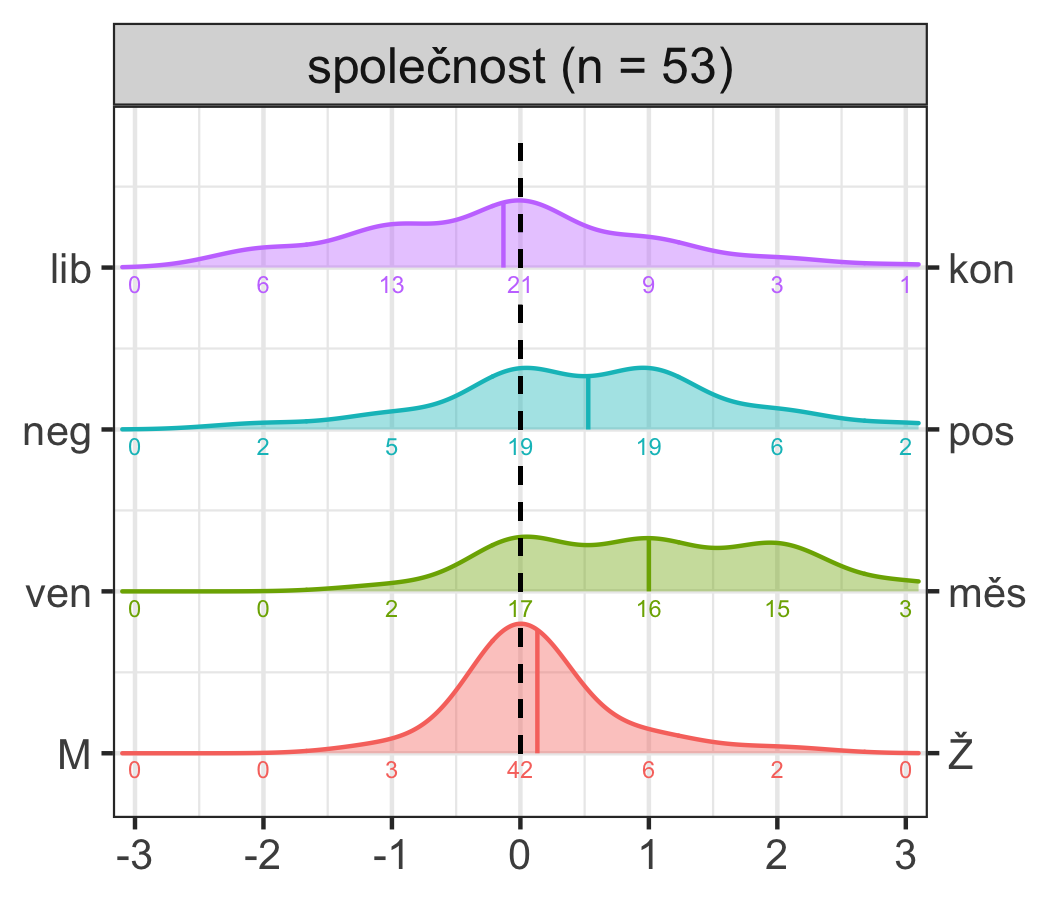 společnost (n = 53)
lib kon
0 6 13 21 9 3 1
neg pos
0 2 5 19 19 6 2
ven měs
0 0 2 17 16 15 3
M Ž
0 0 3 42 6 2 0
-3 -2 -1 0 1 2 3